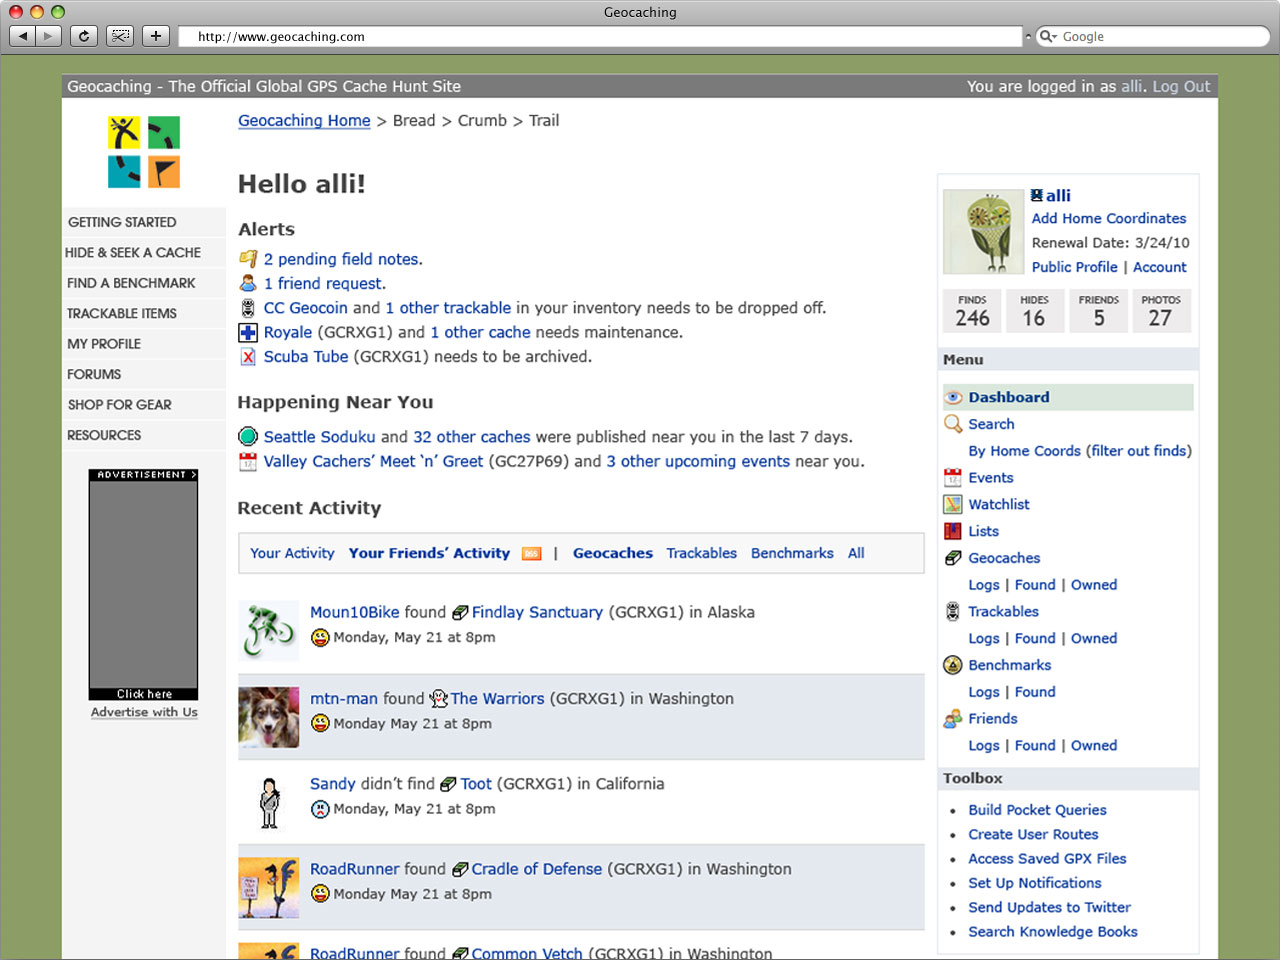 Geocaching
http://www.geocaching.com
Google
Geocaching - The Official Global GPS Cache Hunt Site
You are logged in as alli. Log Out
Geocaching Home > Bread > Crumb > Trail
GETTING STARTED
HIDE & SEEK A CACHE
FIND A BENCHMARK
TRACKABLE ITEMS
MY PROFILE
FORUMS
SHOP FOR GEAR
RESOURCES
ADVERTISEMENT >
Click here
Advertise with Us
Hello alli!
Alerts
2 pending field notes.
1 friend request.
CC Geocoin and 1 other trackable in your inventory needs to be dropped off.
Royale (GCRXG1) and 1 other cache needs maintenance.
Scuba Tube (GCRXG1) needs to be archived.
Happening Near You
Seattle Soduku and 32 other caches were published near you in the last 7 days.
Valley Cachers’ Meet ‘n’ Greet (GC27P69) and 3 other upcoming events near you.
Recent Activity
Your Activity Your Friends’ Activity RSS | Geocaches Trackables Benchmarks All
Moun10Bike found Findlay Sanctuary (GCRXG1) in Alaska
Monday, May 21 at 8pm
mtn-man found The Warriors (GCRXG1) in Washington
Monday May 21 at 8pm
Sandy didn’t find Toot (GCRXG1) in California
Monday, May 21 at 8pm
RoadRunner found Cradle of Defense (GCRXG1) in Washington
Monday May 21 at 8pm
RoadRunner found Common Vetch (GCRXG1) in Washington
alli
Add Home Coordinates
Renewal Date: 3/24/10
Public Profile | Account
FINDS HIDES FRIENDS PHOTOS
246 16 5 27
Menu
Dashboard
Search
By Home Coords (filter out finds)
Events
Watchlist
Lists
Geocaches
Logs | Found | Owned
Trackables
Logs | Found | Owned
Benchmarks
Logs | Found
Friends
Logs | Found | Owned
Toolbox
• Build Pocket Queries
• Create User Routes
• Access Saved GPX Files
• Set Up Notifications
• Send Updates to Twitter
• Search Knowledge Books